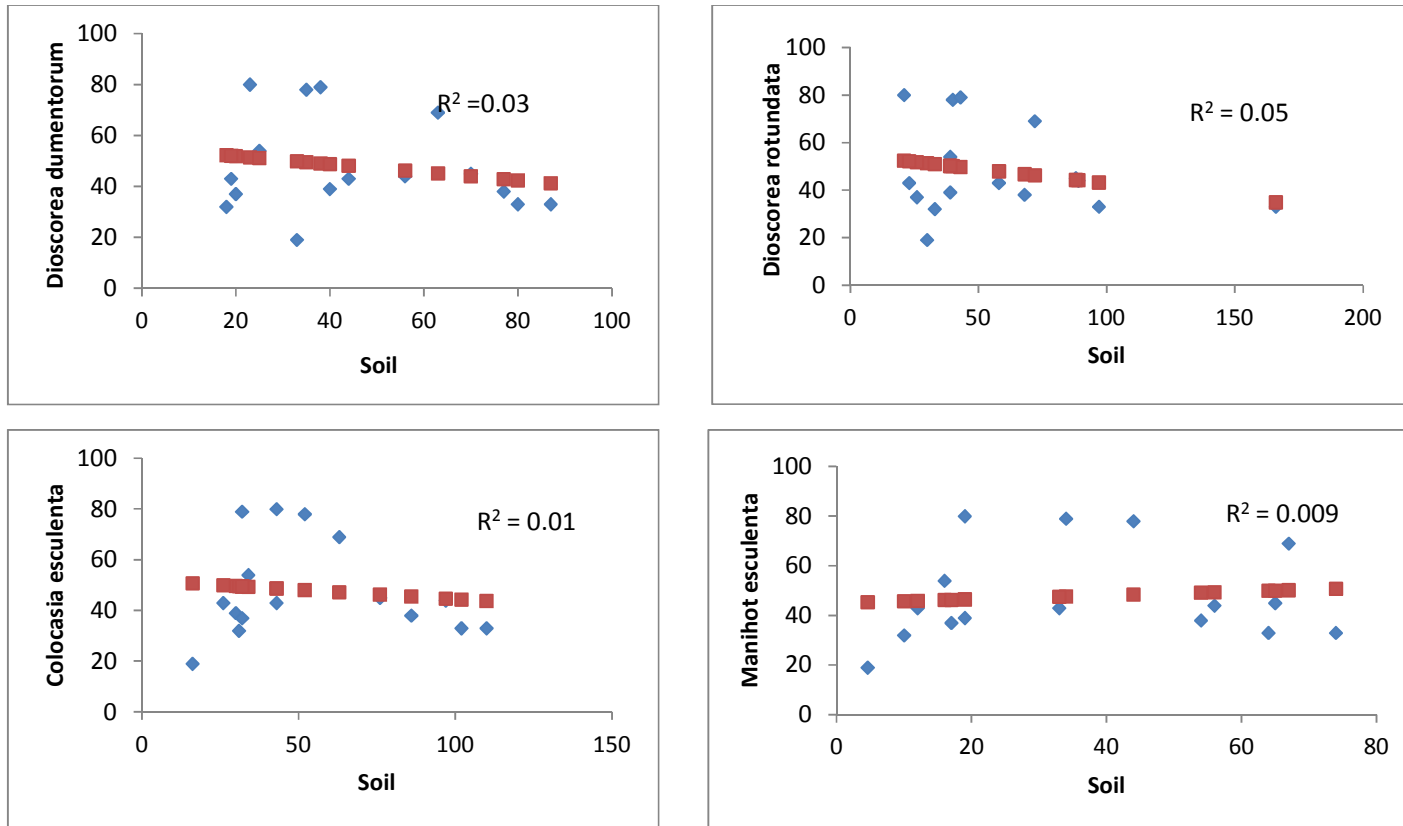 100
80
60
40
20
0
0 20 40 60 80 100
Dioscorea dumentorum
Soil
R² =0.03
100
80
60
40
20
0
0 50 100 150 200
Dioscorea rotundata
Soil
R² = 0.05
100
80
60
40
20
0
0 50 100 150
Colocasia esculenta
Soil
R² = 0.01
100
80
60
40
20
0
0 20 40 60 80
Manihot esculenta
Soil
R² = 0.009